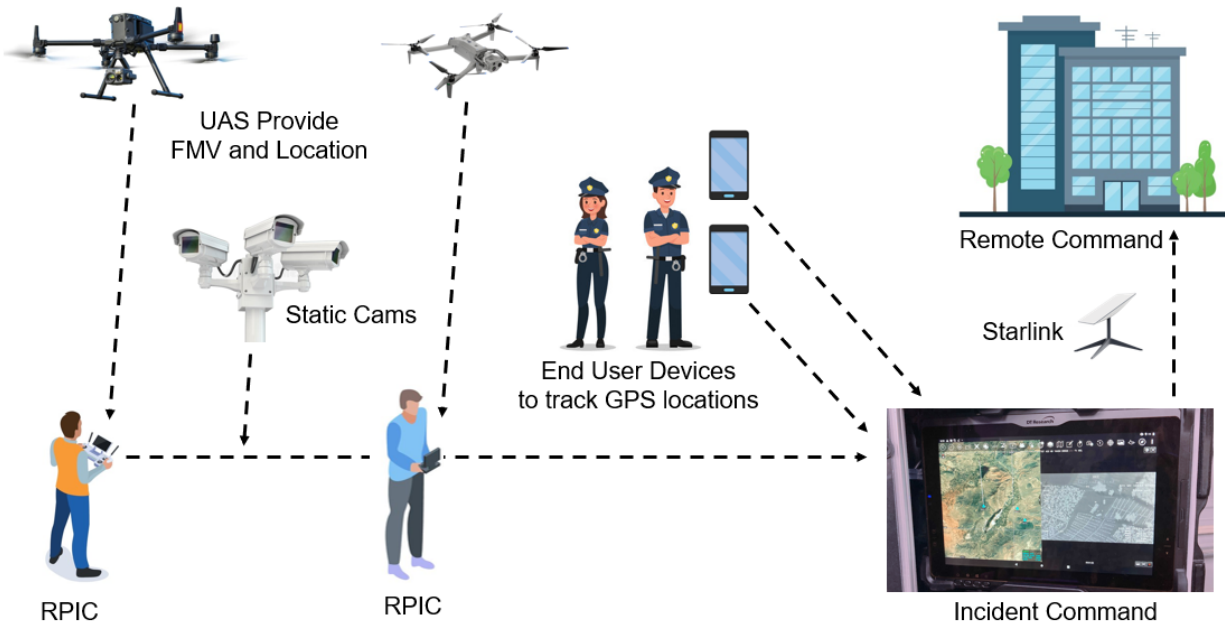 UAS Provide
FMV and Location
Static Cams
End User Devices
to track GPS locations
Remote Command
Starlink
RPIC
RPIC
Incident Command